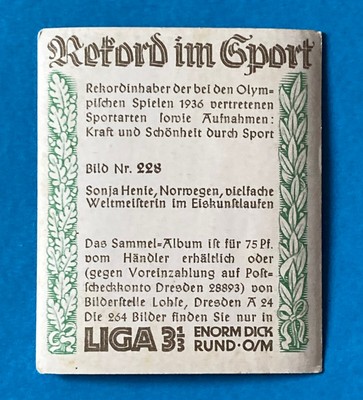 Rekord im Sport
Rekordinhaber der bei den Olym-
pischen Spielen 1936 vertretenen
Sportarten sowie Aufnahmen:
Kraft und Schönheit durch Sport
Bild Nr. 228
Sonja Henie, Norwegen, vielfache
Weltmeisterin im Eiskunstlaufen
Das Sammel-Album ist für 75 Pf.
vom Händler erhältlich oder
(gegen Voreinzahlung auf Post-
scheckkonto Dresden 28893) von
Bilderstelle Lohse, Dresden A 24
Die 264 Bilder finden Sie nur in
LIGA 3⅓ ENORM DICK
RUND · O/M